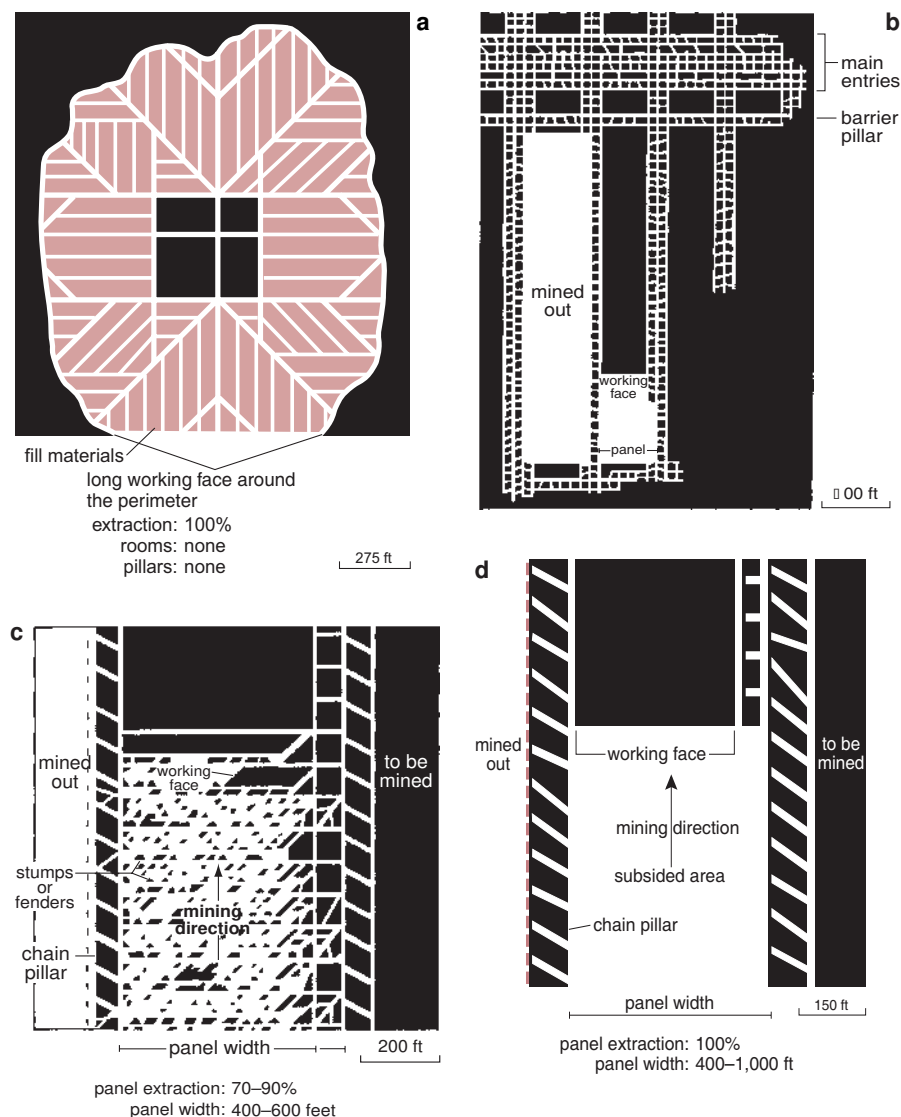 a
fill materials
long working face around
the perimeter
extraction: 100%
rooms: none
pillars: none
275 ft
b
main
entries
barrier
pillar
mined
out
working
face
panel
00 ft
c
mined
out
working
face
to be
mined
stumps
or
fenders
mining
direction
chain
pillar
panel width
200 ft
panel extraction: 70–90%
panel width: 400–600 feet
d
mined
out
working face
to be
mined
mining direction
subsided area
chain pillar
panel width
150 ft
panel extraction: 100%
panel width: 400–1,000 ft